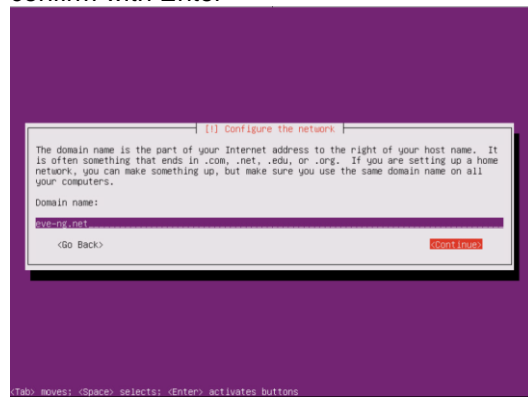 confirm with Enter
[!] Configure the network
The domain name is the part of your Internet address to the right of your host name.  It
is often something that ends in .com, .net, .edu, or .org.  If you are setting up a home
network, you can make something up, but make sure you use the same domain name on all
your computers.
Domain name:
eve-ng.net
<Go Back>
<Continue>
<Tab> moves; <Space> selects; <Enter> activates buttons